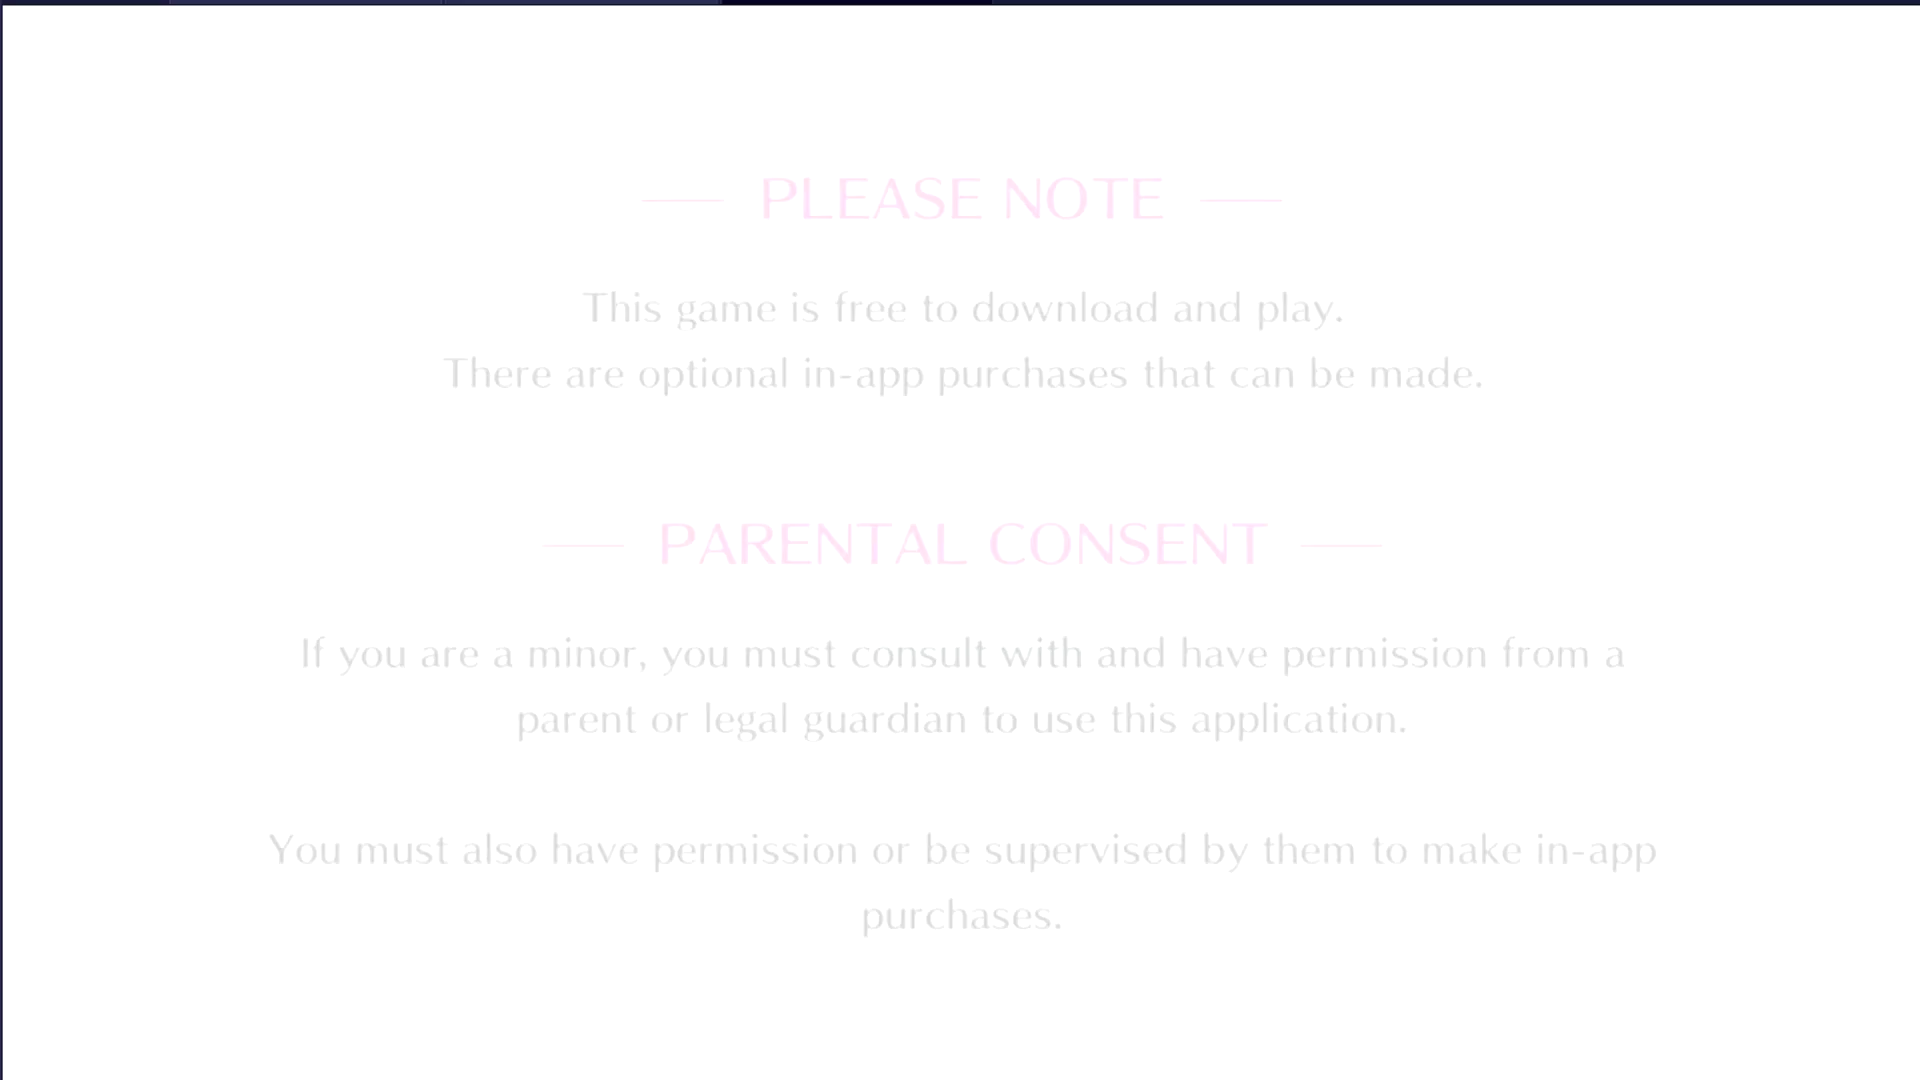 PLEASE NOTE
This game is free to download and play.
There are optional in-app purchases that can be made.
PARENTAL CONSENT
If you are a minor, you must consult with and have permission from a
parent or legal guardian to use this application.
You must also have permission or be supervised by them to make in-app
purchases.